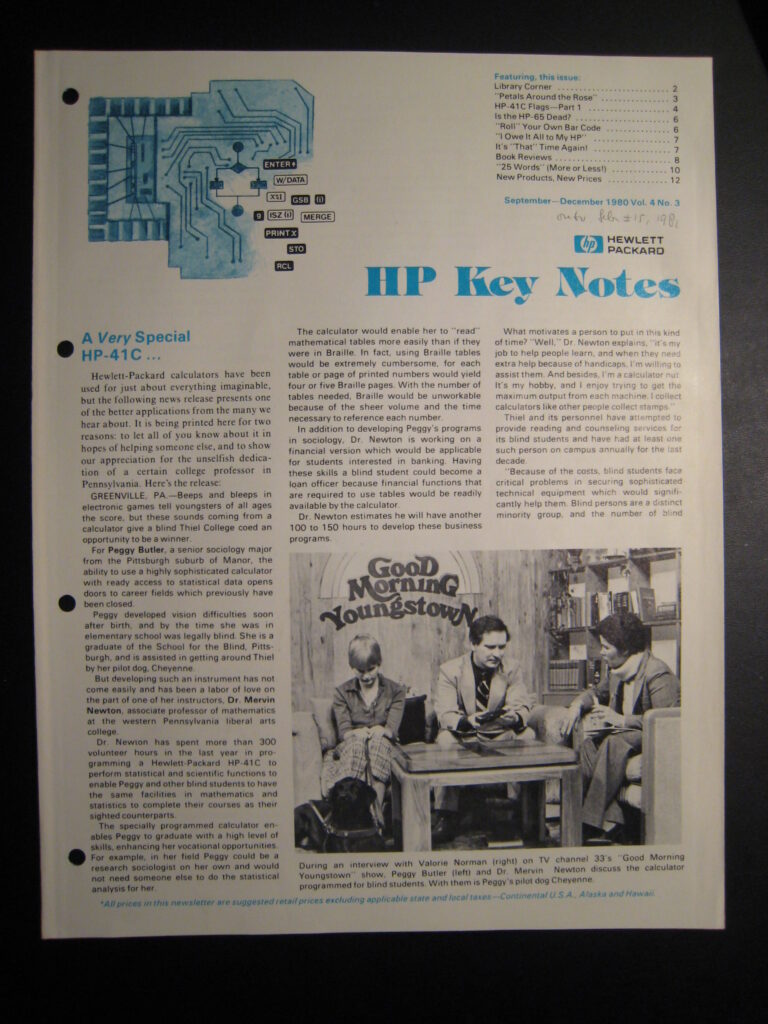 Featuring, this issue:
Library Corner ........................ 2
"Petals Around the Rose" ................ 3
HP-41C Flags—Part 1 .................. 4
Is the HP-65 Dead? .................... 6
"Roll" Your Own Bar Code ............... 6
"I Owe It All to My HP" .................. 7
It's "That" Time Again! .................. 7
Book Reviews ......................... 8
"25 Words" (More or Less!) ............. 10
New Products, New Prices .............. 12
September—December 1980 Vol. 4 No. 3
ENTER↑
W/DATA
XSI
GSB (i)
g ISZ (i) MERGE
PRINT X
STO
RCL
hp HEWLETT
PACKARD
HP Key Notes
A Very Special
HP-41C ...
Hewlett-Packard calculators have been
used for just about everything imaginable,
but the following news release presents one
of the better applications from the many we
hear about. It is being printed here for two
reasons: to let all of you know about it in
hopes of helping someone else, and to show
our appreciation for the unselfish dedica-
tion of a certain college professor in
Pennsylvania. Here's the release:
GREENVILLE, PA.—Beeps and bleeps in
electronic games tell youngsters of all ages
the score, but these sounds coming from a
calculator give a blind Thiel College coed an
opportunity to be a winner.
For Peggy Butler, a senior sociology major
from the Pittsburgh suburb of Manor, the
ability to use a highly sophisticated calculator
with ready access to statistical data opens
doors to career fields which previously have
been closed.
Peggy developed vision difficulties soon
after birth, and by the time she was in
elementary school was legally blind. She is a
graduate of the School for the Blind, Pitts-
burgh, and is assisted in getting around Thiel
by her pilot dog, Cheyenne.
But developing such an instrument has not
come easily and has been a labor of love on
the part of one of her instructors, Dr. Mervin
Newton, associate professor of mathematics
at the western Pennsylvania liberal arts
college.
Dr. Newton has spent more than 300
volunteer hours in the last year in pro-
gramming a Hewlett-Packard HP-41C to
perform statistical and scientific functions to
enable Peggy and other blind students to have
the same facilities in mathematics and
statistics to complete their courses as their
sighted counterparts.
The specially programmed calculator en-
ables Peggy to graduate with a high level of
skills, enhancing her vocational opportunities.
For example, in her field Peggy could be a
research sociologist on her own and would
not need someone else to do the statistical
analysis for her.
The calculator would enable her to "read"
mathematical tables more easily than if they
were in Braille. In fact, using Braille tables
would be extremely cumbersome, for each
table or page of printed numbers would yield
four or five Braille pages. With the number of
tables needed, Braille would be unworkable
because of the sheer volume and the time
necessary to reference each number.
In addition to developing Peggy's programs
in sociology, Dr. Newton is working on a
financial version which would be applicable
for students interested in banking. Having
these skills a blind student could become a
loan officer because financial functions that
are required to use tables would be readily
available by the calculator.
Dr. Newton estimates he will have another
100 to 150 hours to develop these business
programs.
What motivates a person to put in this kind
of time? "Well," Dr. Newton explains, "it's my
job to help people learn, and when they need
extra help because of handicaps, I'm willing to
assist them. And besides, I'm a calculator nut.
It's my hobby, and I enjoy trying to get the
maximum output from each machine. I collect
calculators like other people collect stamps."
Thiel and its personnel have attempted to
provide reading and counseling services for
its blind students and have had at least one
such person on campus annually for the last
decade.
"Because of the costs, blind students face
critical problems in securing sophisticated
technical equipment which would signifi-
cantly help them. Blind persons are a distinct
minority group, and the number of blind
Good
Morning
Youngstown
During an interview with Valorie Norman (right) on TV channel 33's "Good Morning
Youngstown" show, Peggy Butler (left) and Dr. Mervin Newton discuss the calculator
programmed for blind students. With them is Peggy's pilot dog Cheyenne.
*All prices in this newsletter are suggested retail prices excluding applicable state and local taxes—Continental U.S.A., Alaska and Hawaii.